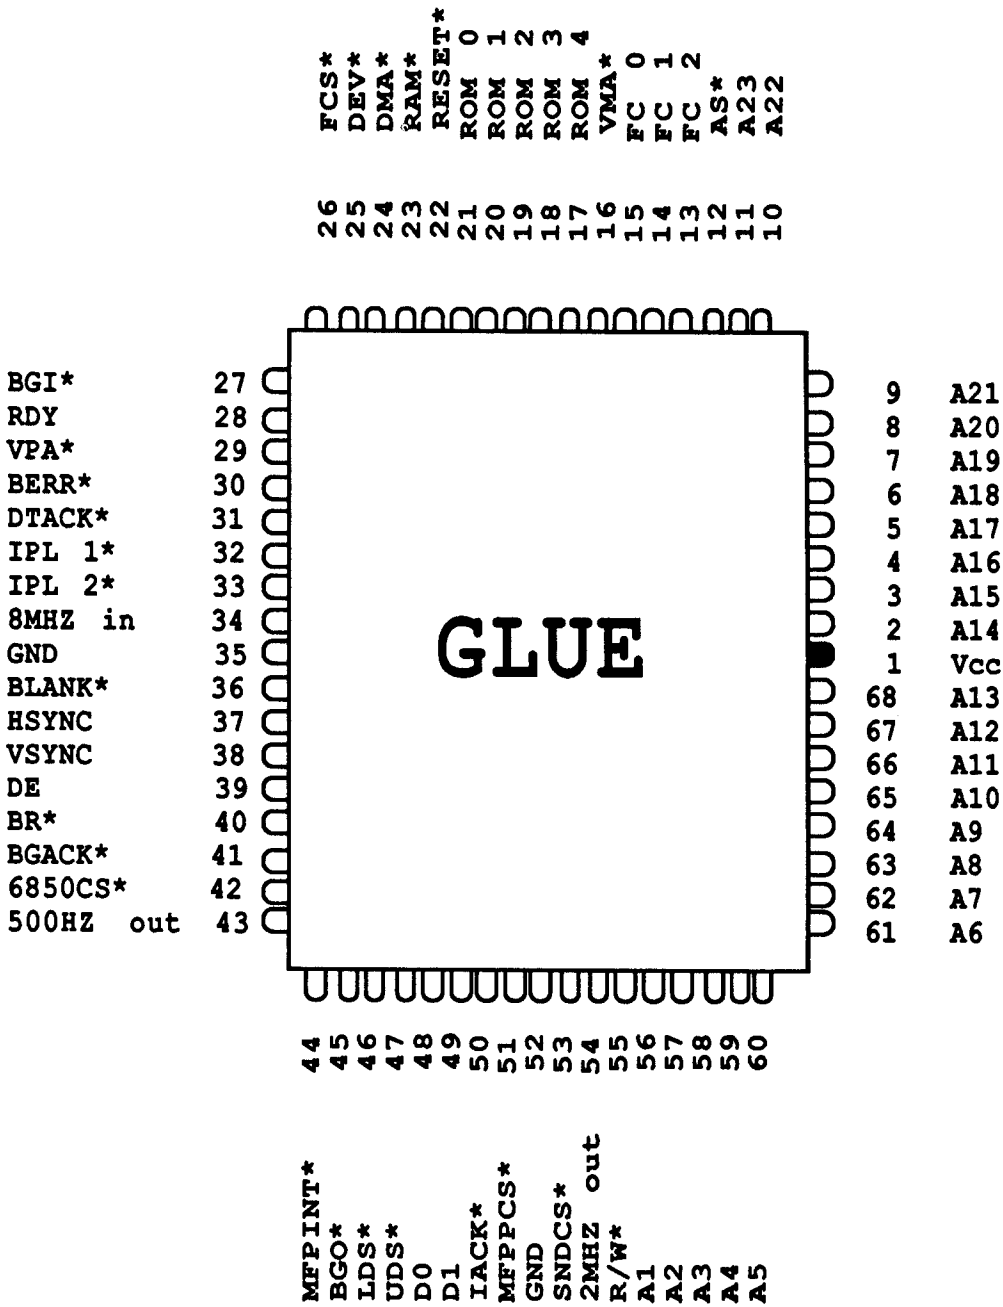 FCS* 26
DEV* 25
DMA* 24
RAM* 23
RESET* 22
ROM 0 21
ROM 1 20
ROM 2 19
ROM 3 18
ROM 4 17
VMA* 16
FC 0 15
FC 1 14
FC 2 13
AS* 12
A23 11
A22 10
BGI* 27
RDY 28
VPA* 29
BERR* 30
DTACK* 31
IPL 1* 32
IPL 2* 33
8MHZ in 34
GND 35
BLANK* 36
HSYNC 37
VSYNC 38
DE 39
BR* 40
BGACK* 41
6850CS* 42
500HZ out 43
GLUE
9 A21
8 A20
7 A19
6 A18
5 A17
4 A16
3 A15
2 A14
1 Vcc
68 A13
67 A12
66 A11
65 A10
64 A9
63 A8
62 A7
61 A6
44 MFPINT*
45 BGO*
46 LDS*
47 UDS*
48 D0
49 D1
50 IACK*
51 MFPPCS*
52 GND
53 SNDCS*
54 2MHZ out
55 R/W*
56 A1
57 A2
58 A3
59 A4
60 A5